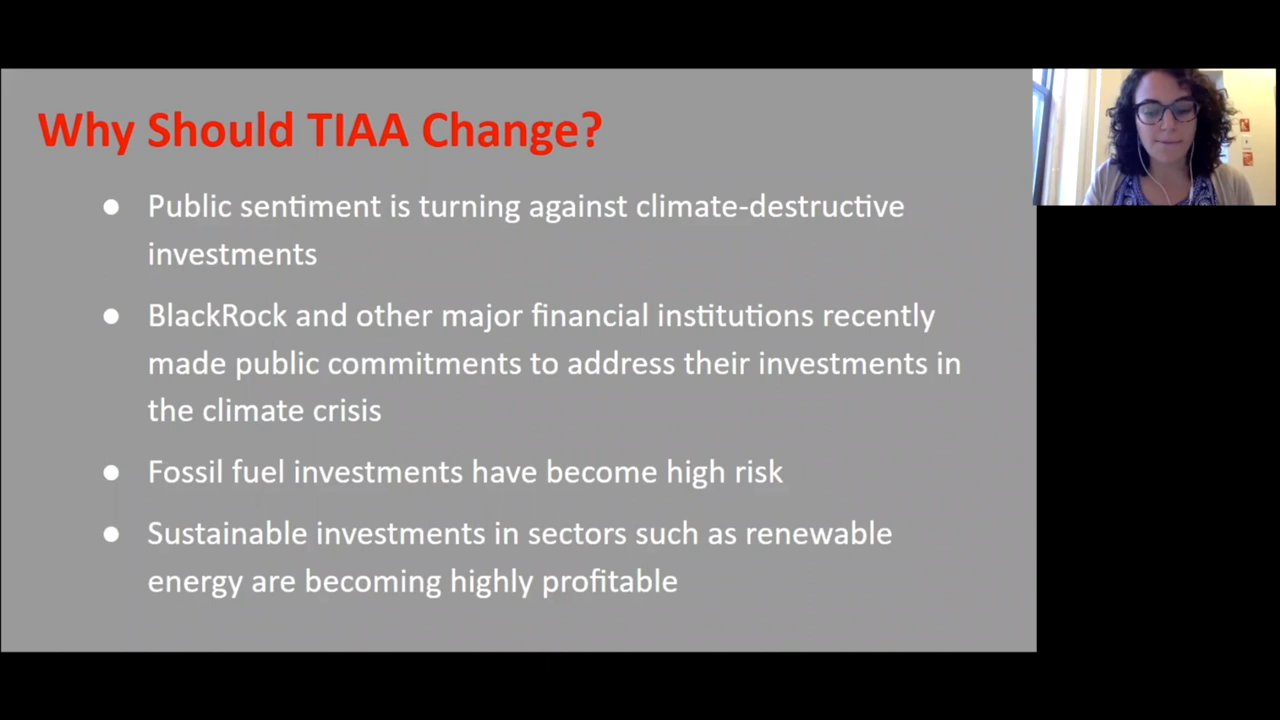 Why Should TIAA Change?
● Public sentiment is turning against climate-destructive
investments
● BlackRock and other major financial institutions recently
made public commitments to address their investments in
the climate crisis
● Fossil fuel investments have become high risk
● Sustainable investments in sectors such as renewable
energy are becoming highly profitable